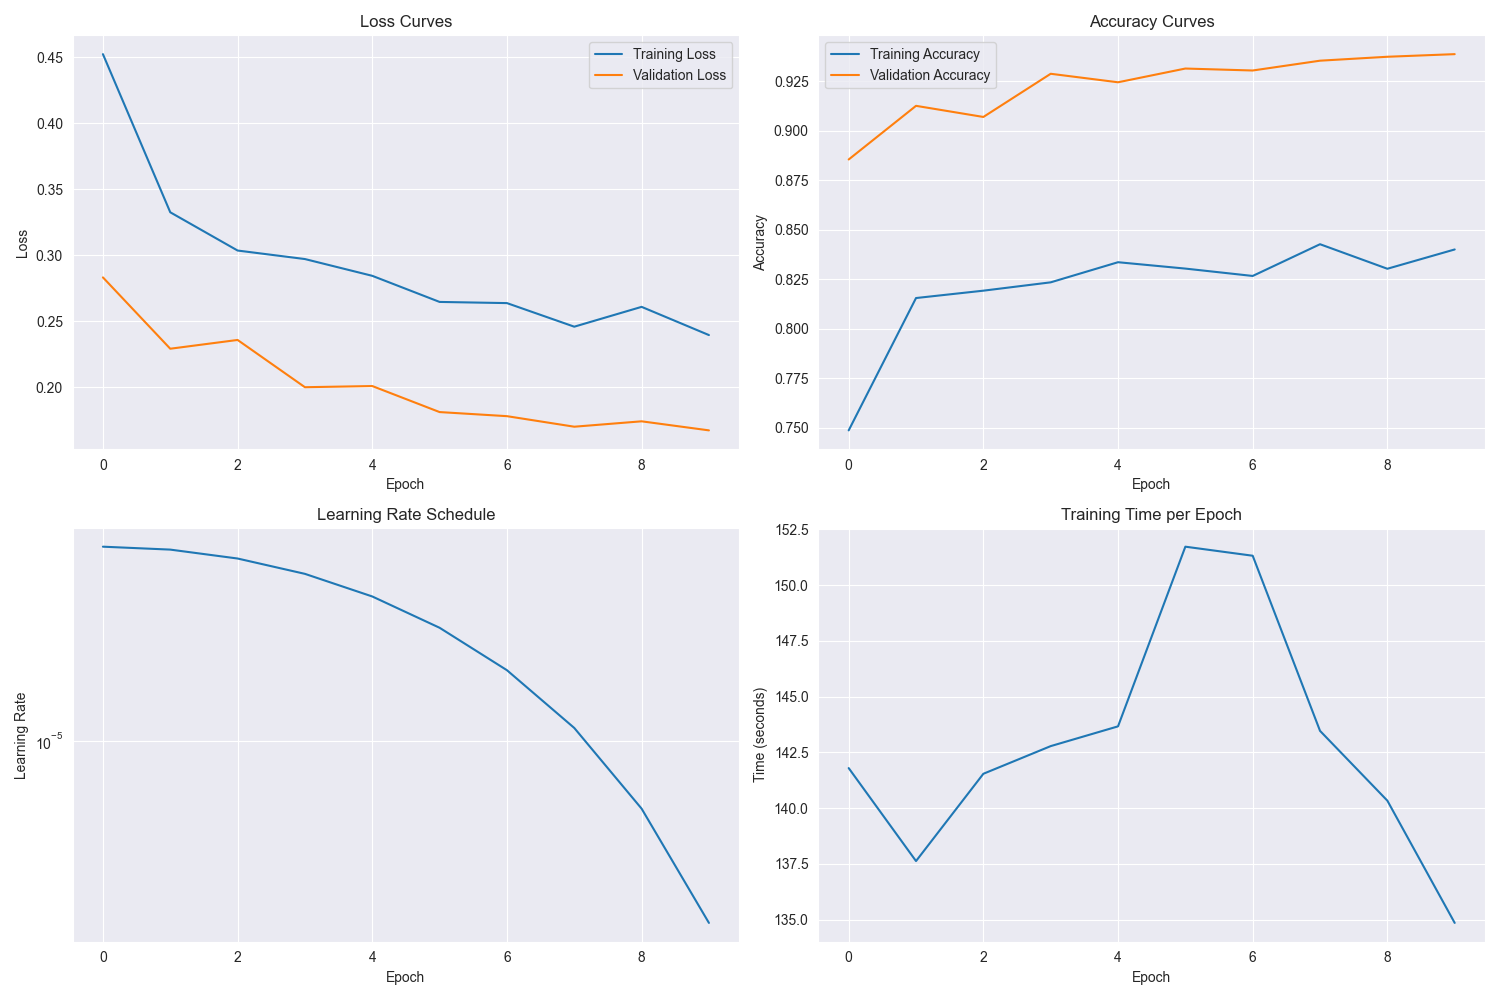 Loss Curves
Training Loss
Validation Loss
0.45
0.40
0.35
0.30
0.25
0.20
Loss
0 2 4 6 8
Epoch
Accuracy Curves
Training Accuracy
Validation Accuracy
0.925
0.900
0.875
0.850
0.825
0.800
0.775
0.750
Accuracy
0 2 4 6 8
Epoch
Learning Rate Schedule
10⁻⁵
Learning Rate
0 2 4 6 8
Epoch
Training Time per Epoch
152.5
150.0
147.5
145.0
142.5
140.0
137.5
135.0
Time (seconds)
0 2 4 6 8
Epoch